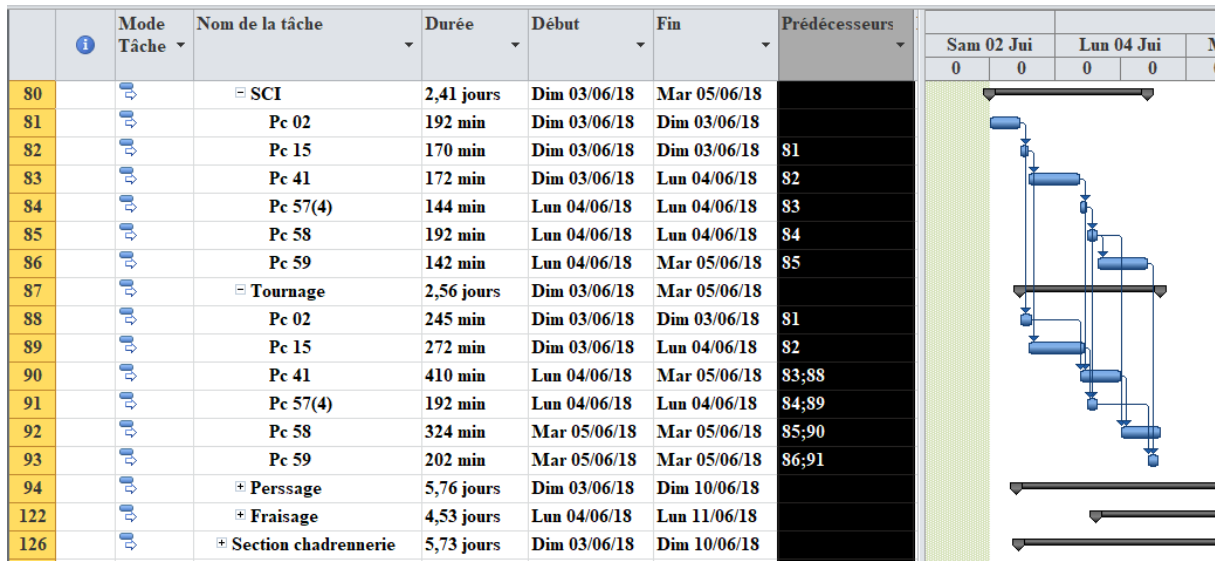 Mode Tâche Nom de la tâche Durée Début Fin Prédécesseurs
Sam 02 Jui Lun 04 Jui
0 0 0 0
80 SCI 2,41 jours Dim 03/06/18 Mar 05/06/18
81 Pc 02 192 min Dim 03/06/18 Dim 03/06/18
82 Pc 15 170 min Dim 03/06/18 Dim 03/06/18 81
83 Pc 41 172 min Dim 03/06/18 Lun 04/06/18 82
84 Pc 57(4) 144 min Lun 04/06/18 Lun 04/06/18 83
85 Pc 58 192 min Lun 04/06/18 Lun 04/06/18 84
86 Pc 59 142 min Lun 04/06/18 Mar 05/06/18 85
87 Tournage 2,56 jours Dim 03/06/18 Mar 05/06/18
88 Pc 02 245 min Dim 03/06/18 Dim 03/06/18 81
89 Pc 15 272 min Dim 03/06/18 Lun 04/06/18 82
90 Pc 41 410 min Lun 04/06/18 Mar 05/06/18 83;88
91 Pc 57(4) 192 min Lun 04/06/18 Lun 04/06/18 84;89
92 Pc 58 324 min Mar 05/06/18 Mar 05/06/18 85;90
93 Pc 59 202 min Mar 05/06/18 Mar 05/06/18 86;91
94 Perssage 5,76 jours Dim 03/06/18 Dim 10/06/18
122 Fraisage 4,53 jours Lun 04/06/18 Lun 11/06/18
126 Section chadrennerie 5,73 jours Dim 03/06/18 Dim 10/06/18